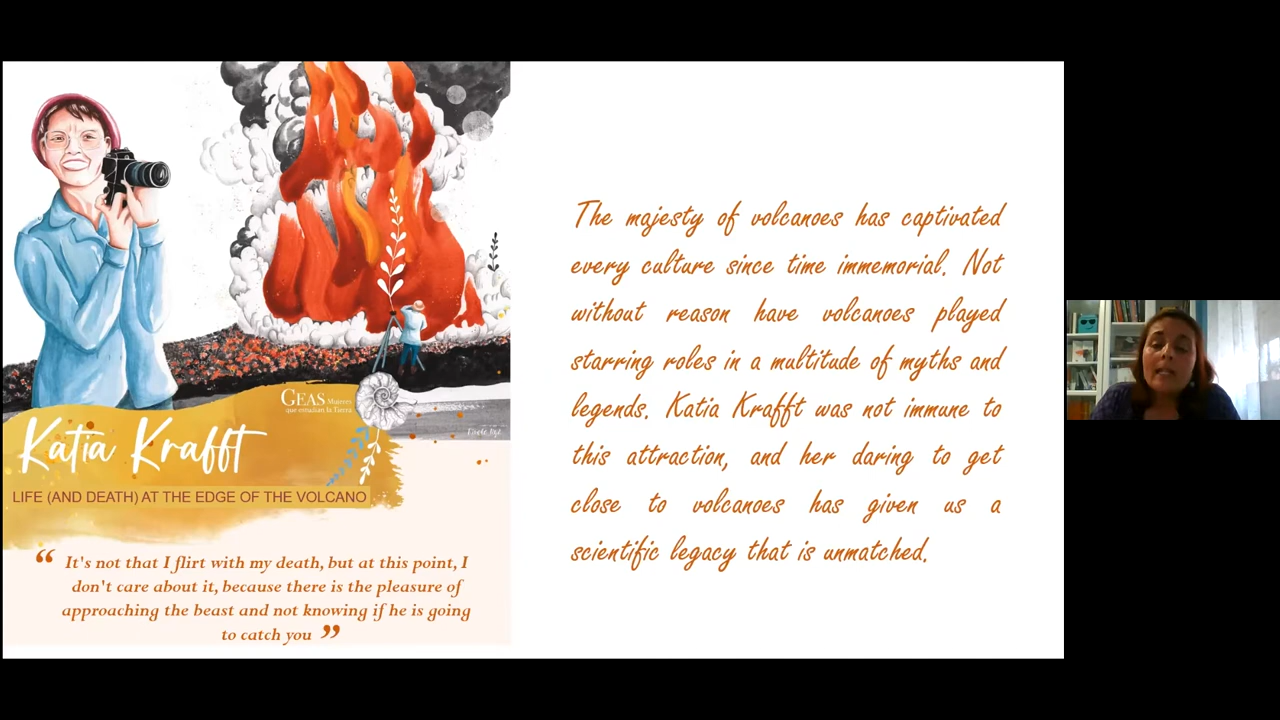 GEAS Mujeres
que estudian la Tierra
Katia Krafft
LIFE (AND DEATH) AT THE EDGE OF THE VOLCANO
“ It's not that I flirt with my death, but at this point, I
don't care about it, because there is the pleasure of
approaching the beast and not knowing if he is going
to catch you ”
The majesty of volcanoes has captivated
every culture since time immemorial. Not
without reason have volcanoes played
starring roles in a multitude of myths and
legends. Katia Krafft was not immune to
this attraction, and her daring to get
close to volcanoes has given us a
scientific legacy that is unmatched.